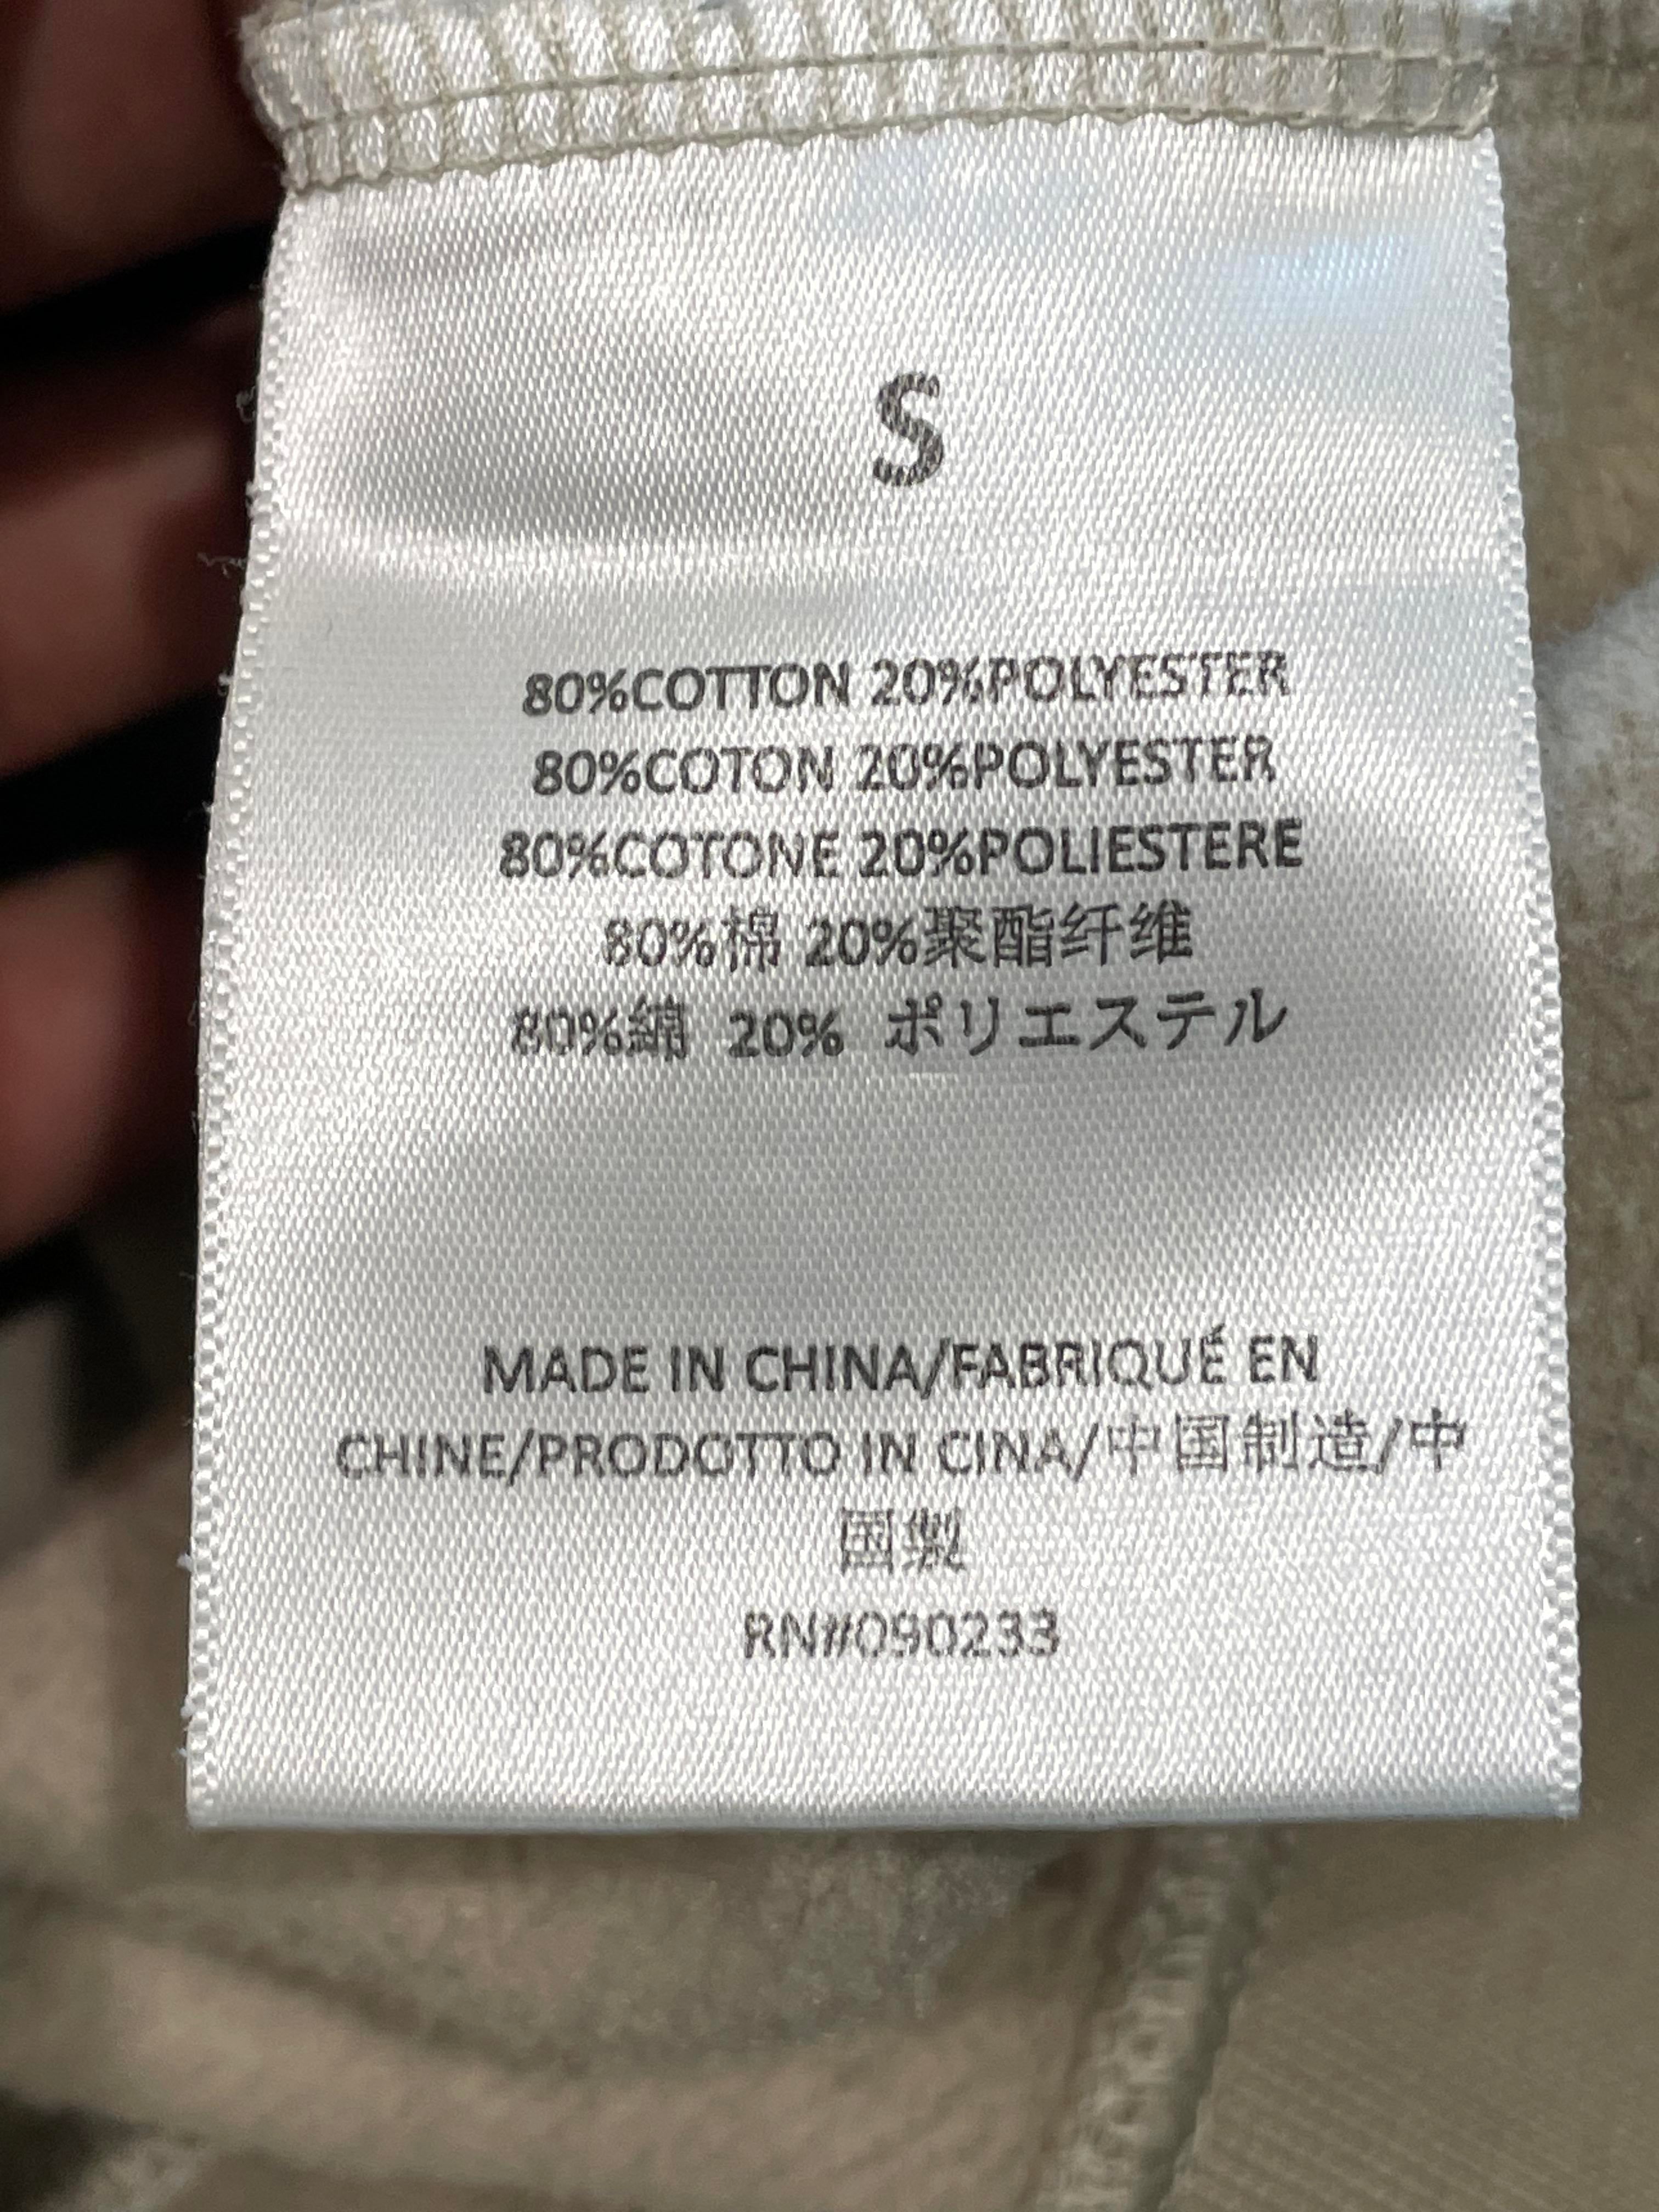 S
80%COTTON 20%POLYESTER
80%COTON 20%POLYESTER
80%COTONE 20%POLIESTERE
80%棉 20%聚酯纤维
80%綿 20% ポリエステル
MADE IN CHINA/FABRIQUÉ EN
CHINE/PRODOTTO IN CINA/中国制造/中
国製
RN#090233